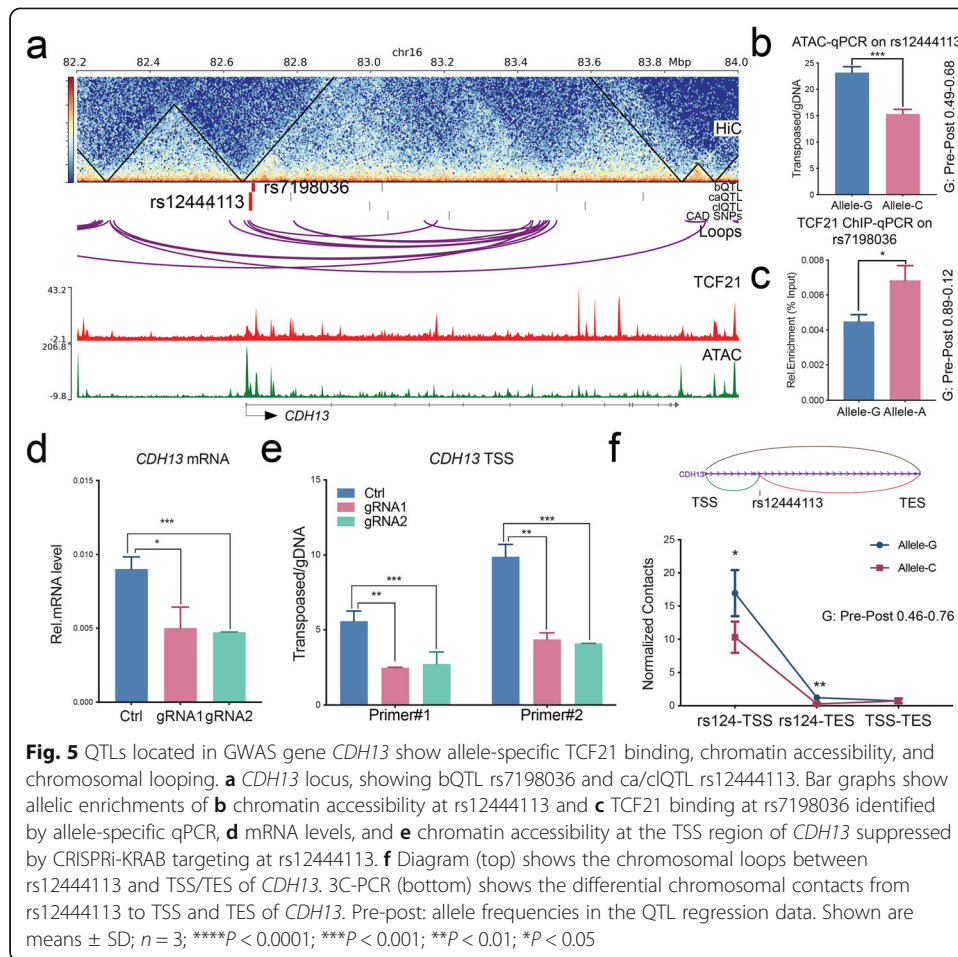 a
chr16
82.2 82.4 82.6 82.8 83.0 83.2 83.4 83.6 83.8 Mbp 84.0
HiC
rs7198036
rs12444113
bQTL
caQTL
clQTL
CAD SNPs
Loops
43.2
TCF21
-2.1
206.8
ATAC
-9.8
CDH13
b
ATAC-qPCR on rs12444113
***
25
20
15
10
5
0
Transpoased/gDNA
Allele-G Allele-C
G: Pre-Post 0.49-0.68
TCF21 ChIP-qPCR on
rs7198036
c
*
0.008
0.006
0.004
0.002
0.000
Rel.Enrichment (% Input)
Allele-G Allele-A
G: Pre-Post 0.89-0.12
d
CDH13 mRNA
0.015
0.010
0.005
0.000
Rel.mRNA level
***
*
Ctrl gRNA1 gRNA2
e
CDH13 TSS
Ctrl
gRNA1
gRNA2
15
10
5
0
Transpoased/gDNA
***
**
***
**
Primer#1 Primer#2
f
CDH13
TSS
rs12444113
TES
Allele-G
Allele-C
G: Pre-Post 0.46-0.76
25
20
15
10
5
0
Normalized Contacts
*
**
rs124-TSS rs124-TES TSS-TES
Fig. 5 QTLs located in GWAS gene CDH13 show allele-specific TCF21 binding, chromatin accessibility, and
chromosomal looping. a CDH13 locus, showing bQTL rs7198036 and ca/clQTL rs12444113. Bar graphs show
allelic enrichments of b chromatin accessibility at rs12444113 and c TCF21 binding at rs7198036 identified
by allele-specific qPCR, d mRNA levels, and e chromatin accessibility at the TSS region of CDH13 suppressed
by CRISPRi-KRAB targeting at rs12444113. f Diagram (top) shows the chromosomal loops between
rs12444113 and TSS/TES of CDH13. 3C-PCR (bottom) shows the differential chromosomal contacts from
rs12444113 to TSS and TES of CDH13. Pre-post: allele frequencies in the QTL regression data. Shown are
means ± SD; n = 3; ****P < 0.0001; ***P < 0.001; **P < 0.01; *P < 0.05